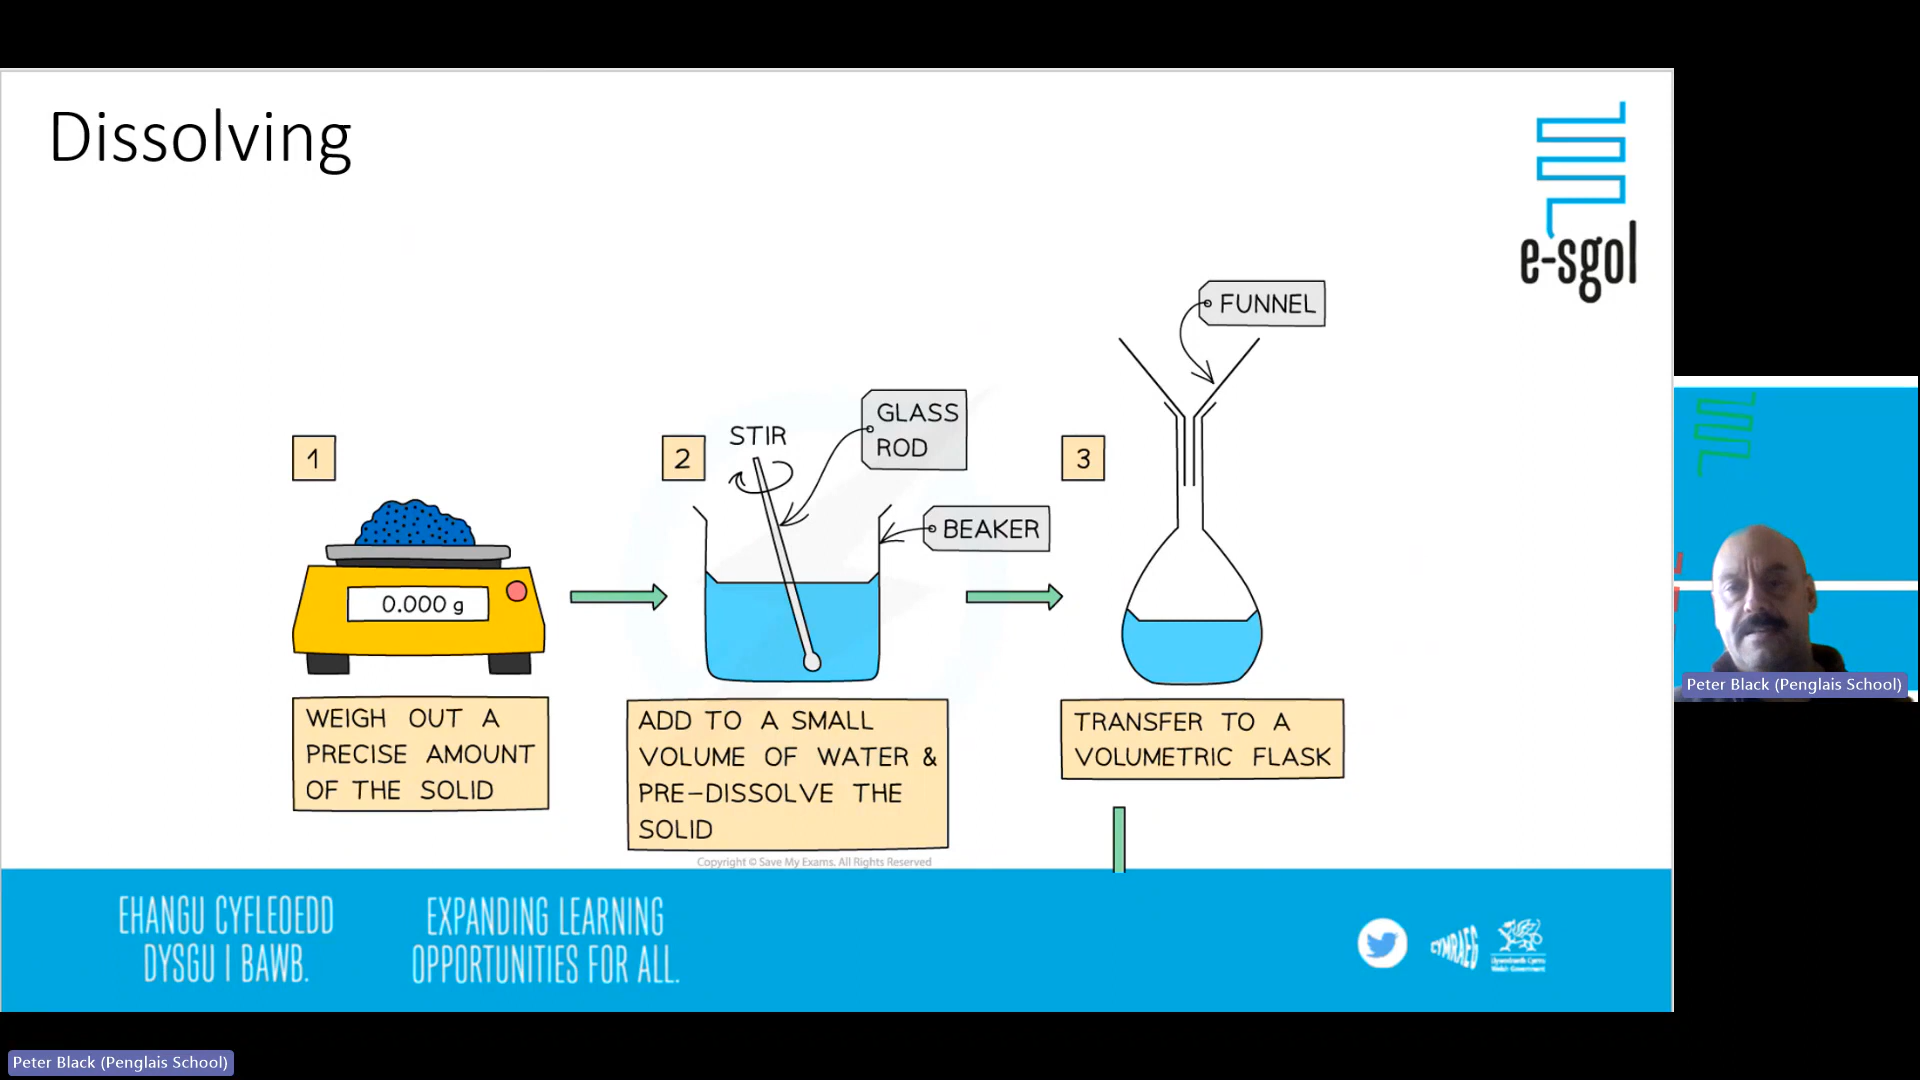 Dissolving
e-sgol
FUNNEL
GLASS
ROD
STIR
1
2
3
BEAKER
0.000 g
WEIGH OUT A
PRECISE AMOUNT
OF THE SOLID
ADD TO A SMALL
VOLUME OF WATER &
PRE-DISSOLVE THE
SOLID
TRANSFER TO A
VOLUMETRIC FLASK
Copyright © Save My Exams. All Rights Reserved
EHANGU CYFLEOEDD
DYSGU I BAWB.
EXPANDING LEARNING
OPPORTUNITIES FOR ALL.
CYMRAEG
Llywodraeth Cymru
Welsh Government
Peter Black (Penglais School)
Peter Black (Penglais School)